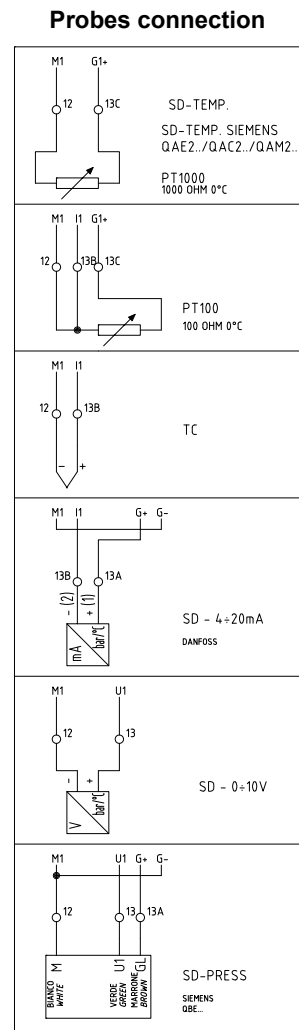 Probes connection
M1 G1+
12 13C
SD-TEMP.
SD-TEMP. SIEMENS
QAE2../QAC2../QAM2..
PT1000
1000 OHM 0°C
M1 I1 G1+
12 13B 13C
PT100
100 OHM 0°C
M1 I1
12 13B
TC
- +
M1 I1 G+ G-
13B 13A
- (2) + (1)
mA bar/°C
SD - 4÷20mA
DANFOSS
M1 U1
12 13
- +
V bar/°C
SD - 0÷10V
M1 U1 G+ G-
12 13 13A
M U1 GL
BIANCO VERDE MARRONE
WHITE GREEN BROWN
SD-PRESS
SIEMENS
QBE...